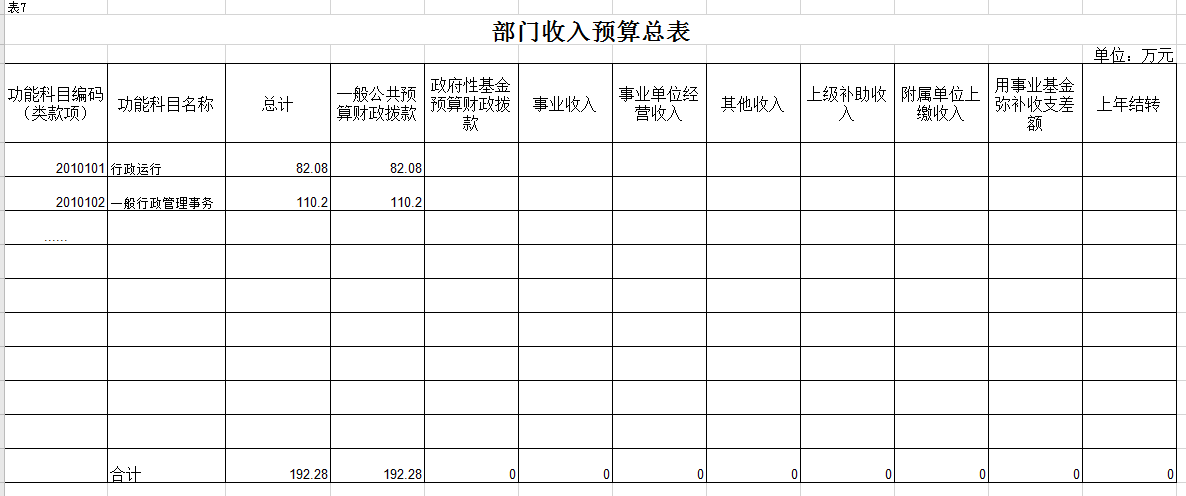 表7
部门收入预算总表
单位：万元
功能科目编码
（类款项）
功能科目名称
总计
一般公共预
算财政拨款
政府性基金
预算财政拨
款
事业收入
事业单位经
营收入
其他收入
上级补助收
入
附属单位上
缴收入
用事业基金
弥补收支差
额
上年结转
2010101 行政运行 82.08 82.08
2010102 一般行政管理事务 110.2 110.2
……
合计 192.28 192.28 0 0 0 0 0 0 0 0